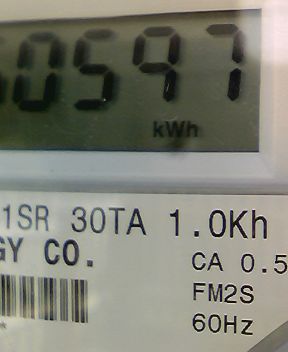 0597
kWh
1SR 30TA 1.0Kh
GY CO.
CA 0.5
FM2S
60Hz